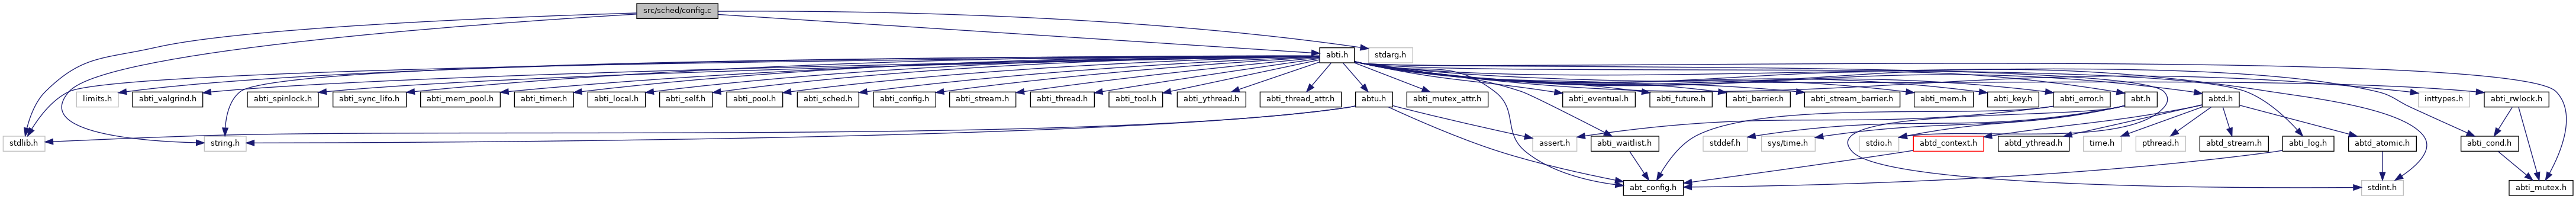 src/sched/config.c
abti.h
stdarg.h
limits.h
abti_valgrind.h
abti_spinlock.h
abti_sync_lifo.h
abti_mem_pool.h
abti_timer.h
abti_local.h
abti_self.h
abti_pool.h
abti_sched.h
abti_config.h
abti_stream.h
abti_thread.h
abti_tool.h
abti_ythread.h
abti_thread_attr.h
abtu.h
abti_mutex_attr.h
abti_eventual.h
abti_future.h
abti_barrier.h
abti_stream_barrier.h
abti_mem.h
abti_key.h
abti_error.h
abt.h
abtd.h
inttypes.h
abti_rwlock.h
stdlib.h
string.h
assert.h
abti_waitlist.h
stddef.h
sys/time.h
stdio.h
abtd_context.h
abtd_ythread.h
time.h
pthread.h
abtd_stream.h
abti_log.h
abtd_atomic.h
abti_cond.h
abt_config.h
stdint.h
abti_mutex.h